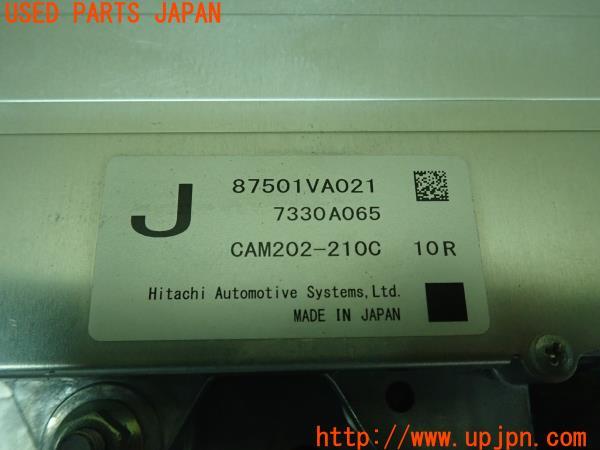 USED PARTS JAPAN
J
87501VA021
7330A065
CAM202-210C 10R
Hitachi Automotive Systems,Ltd.
MADE IN JAPAN
http://www.upjpn.com